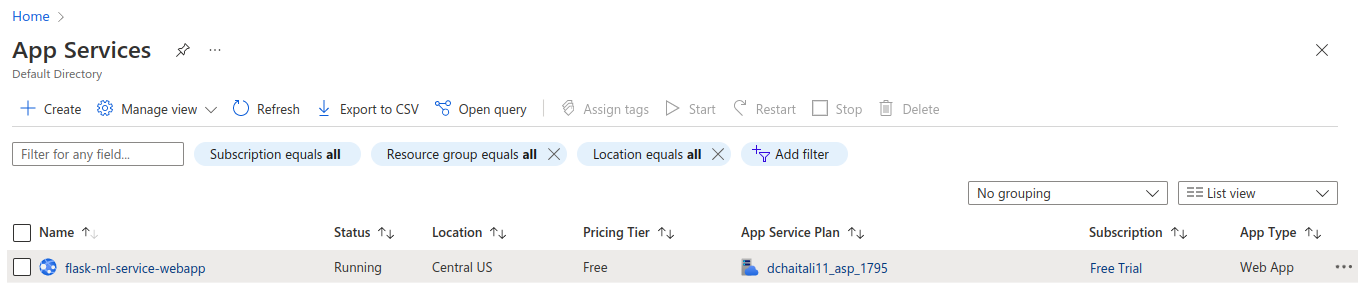 Home
App Services
Default Directory
Create Manage view Refresh Export to CSV Open query Assign tags Start Restart Stop Delete
Filter for any field... Subscription equals all Resource group equals all Location equals all Add filter
No grouping List view
Name Status Location Pricing Tier App Service Plan Subscription App Type
flask-ml-service-webapp Running Central US Free dchaitali11_asp_1795 Free Trial Web App